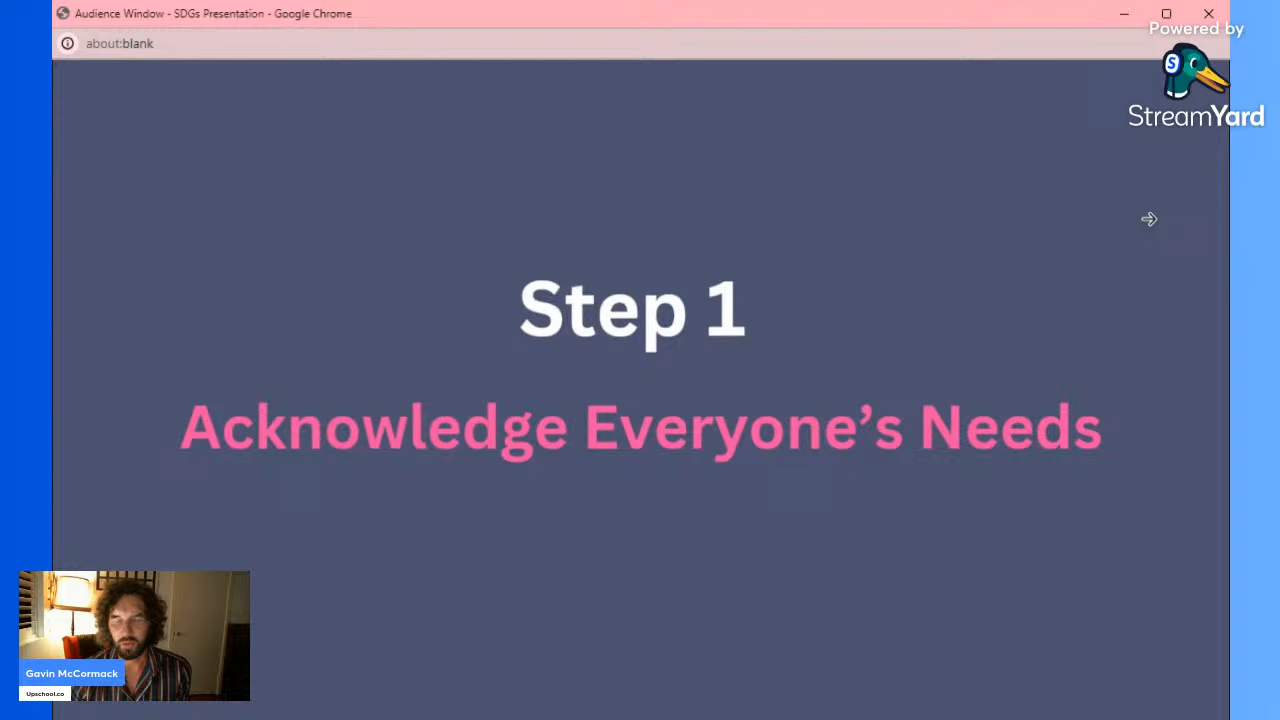 Audience Window - SDGs Presentation - Google Chrome
about:blank
Powered by
S
StreamYard
Step 1
Acknowledge Everyone’s Needs
Gavin McCormack
Upschool.co